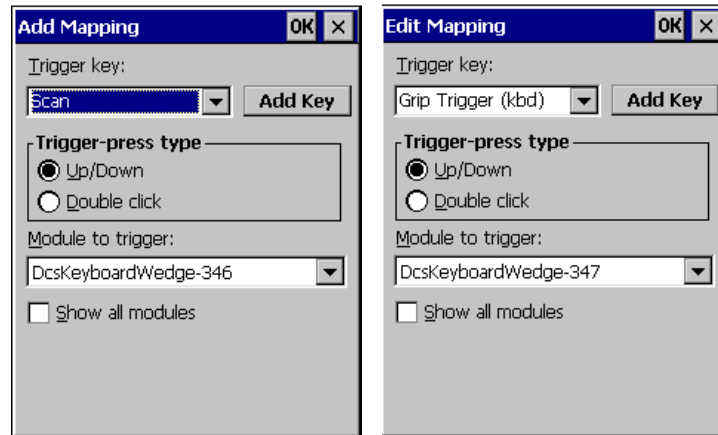 Add Mapping OK ×
Trigger key:
Scan Add Key
Trigger-press type
Up/Down
Double click
Module to trigger:
DcsKeyboardWedge-346
Show all modules
Edit Mapping OK ×
Trigger key:
Grip Trigger (kbd) Add Key
Trigger-press type
Up/Down
Double click
Module to trigger:
DcsKeyboardWedge-347
Show all modules